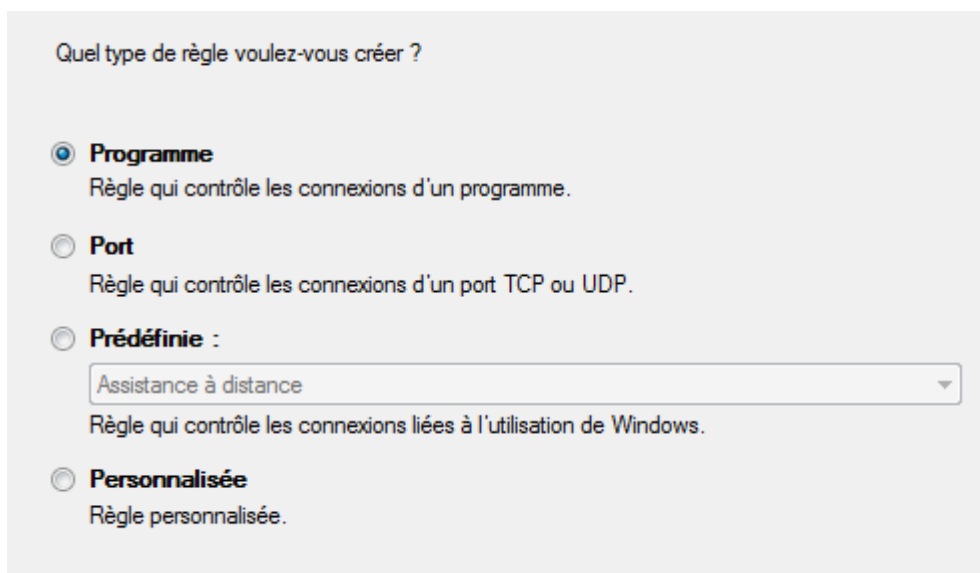 Quel type de règle voulez-vous créer ?
Programme
Règle qui contrôle les connexions d'un programme.
Port
Règle qui contrôle les connexions d'un port TCP ou UDP.
Prédéfinie :
Assistance à distance
Règle qui contrôle les connexions liées à l'utilisation de Windows.
Personnalisée
Règle personnalisée.